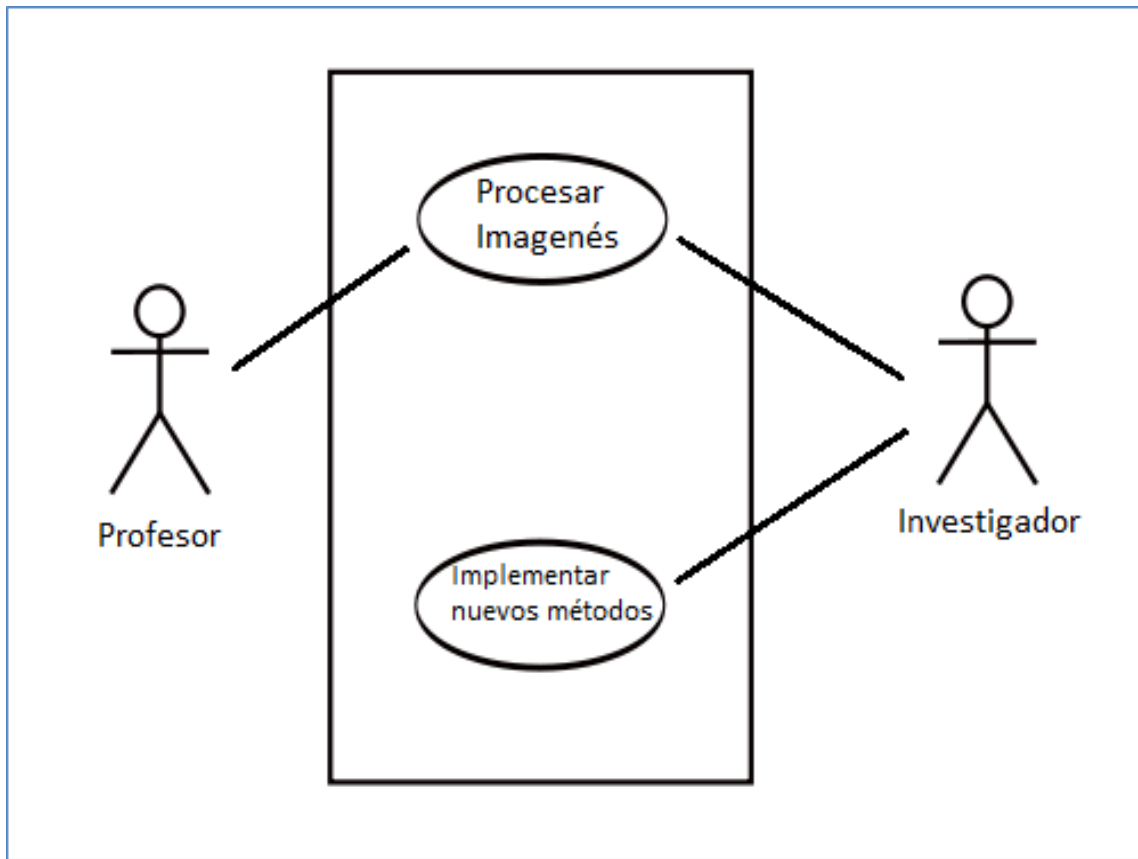 Procesar
Imagenés
Profesor
Investigador
Implementar
nuevos métodos